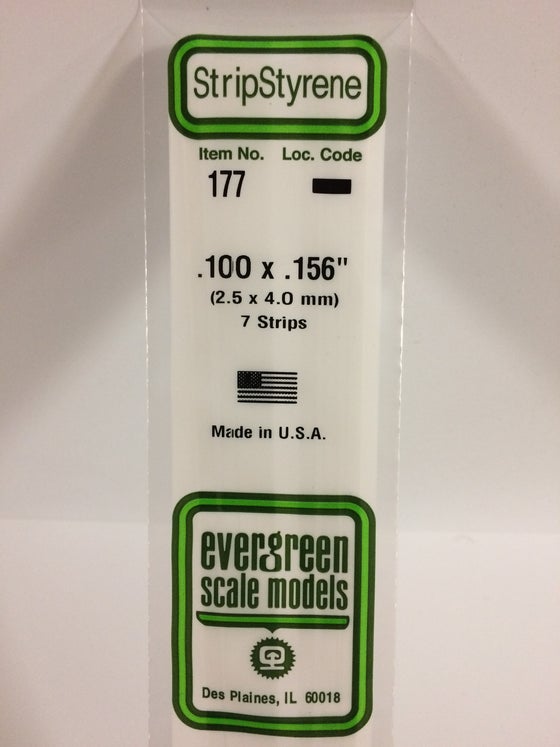 StripStyrene
Item No. Loc. Code
177
.100 x .156"
(2.5 x 4.0 mm)
7 Strips
Made in U.S.A.
evergreen
scale models
Des Plaines, IL 60018